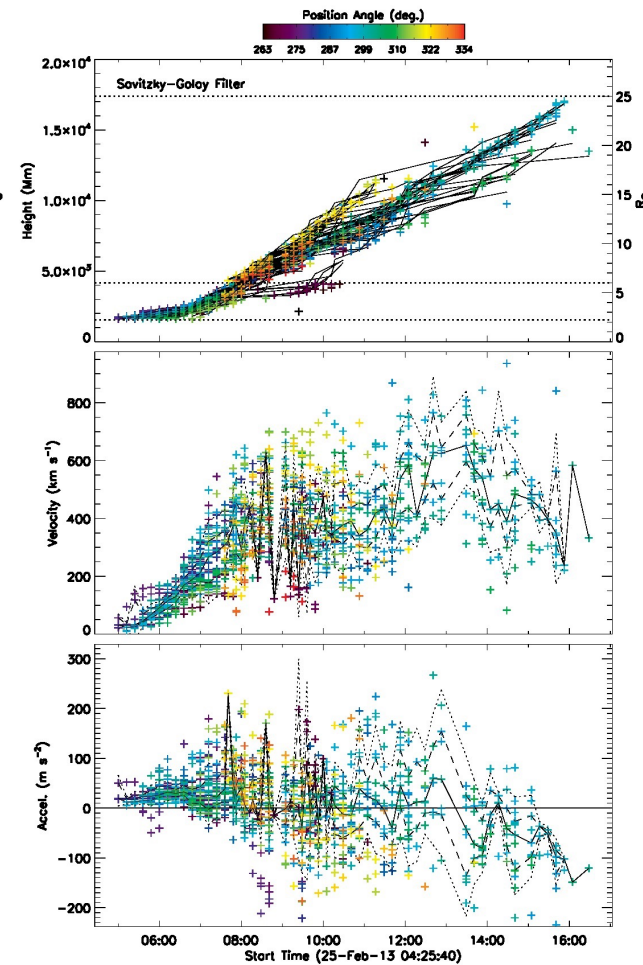 Position Angle (deg.)
263 275 287 299 310 322 334
Savitzky-Golay Filter
2.0×10⁴
1.5×10⁴
1.0×10⁴
5.0×10³
0
Height (Mm)
25
20
15
10
5
0
800
600
400
200
0
Velocity (km s⁻¹)
300
200
100
0
-100
-200
Accel. (m s⁻²)
06:00 08:00 10:00 12:00 14:00 16:00
Start Time (25-Feb-13 04:25:40)